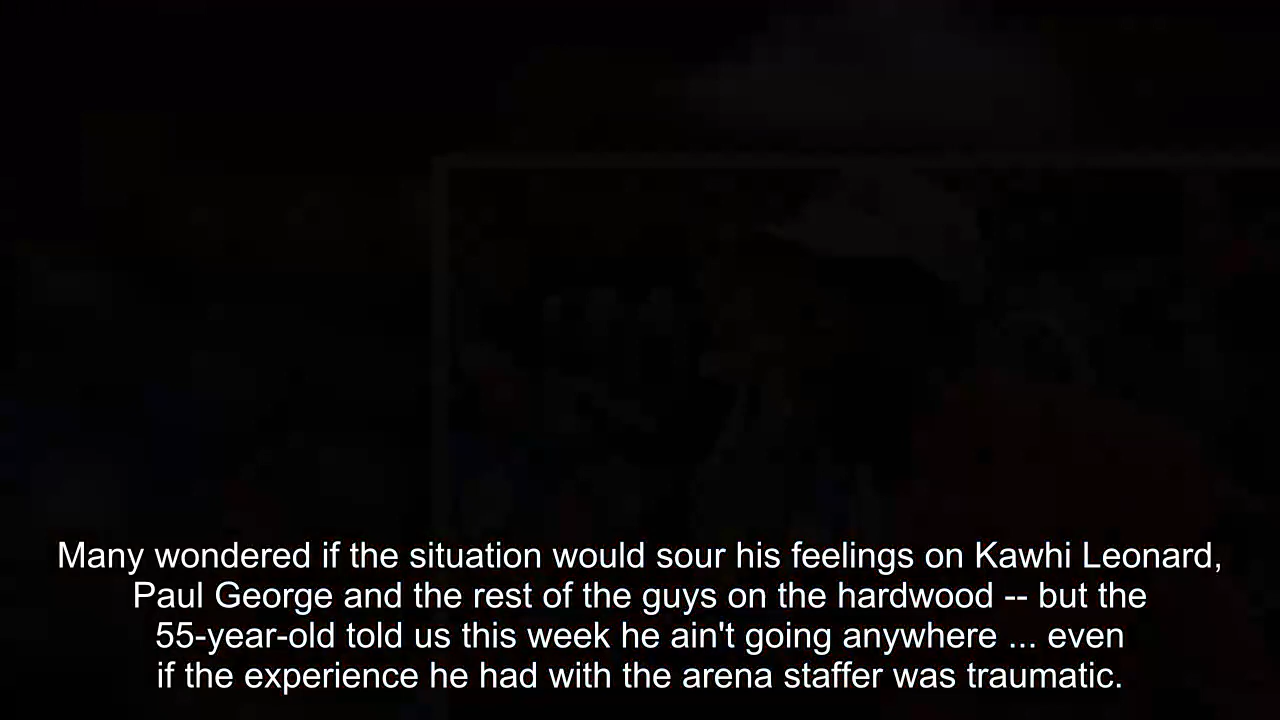 Many wondered if the situation would sour his feelings on Kawhi Leonard,
Paul George and the rest of the guys on the hardwood -- but the
55-year-old told us this week he ain't going anywhere ... even
if the experience he had with the arena staffer was traumatic.